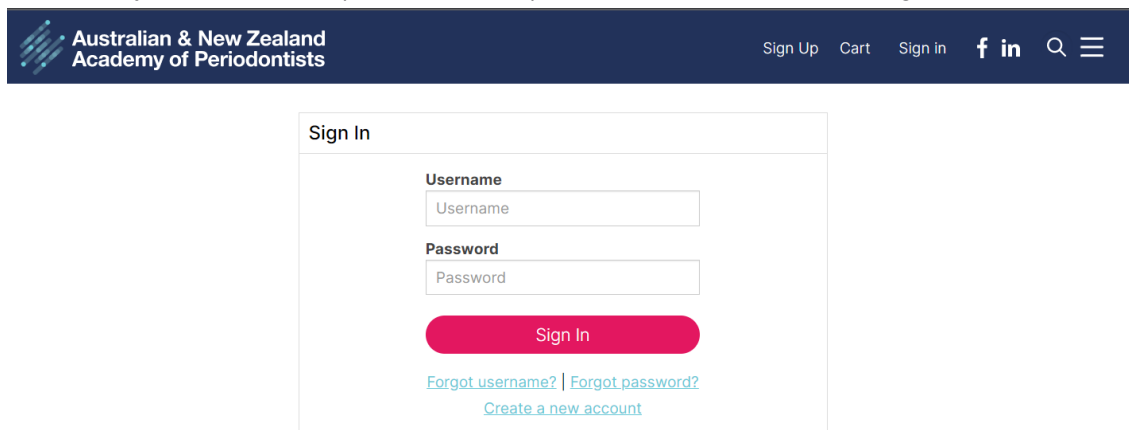 Australian & New Zealand
Academy of Periodontists
Sign Up Cart Sign in f in
Sign In
Username
Username
Password
Password
Sign In
Forgot username? | Forgot password?
Create a new account